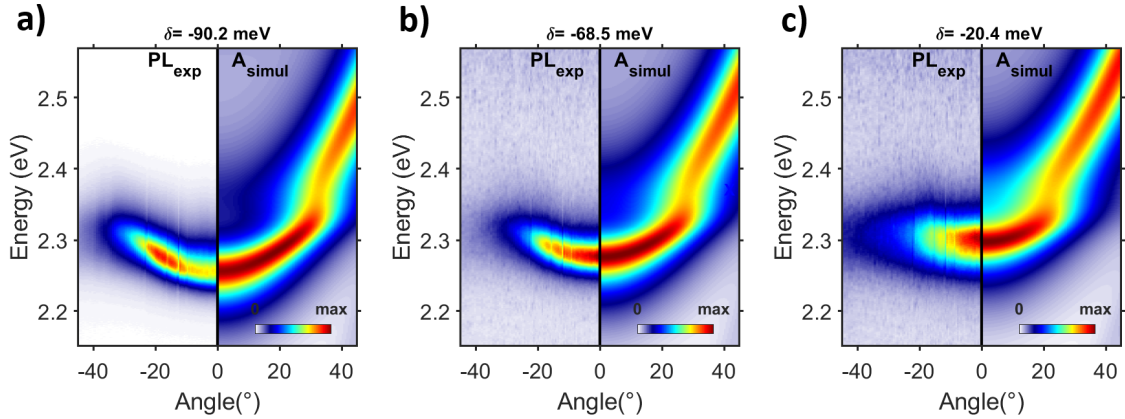 a)
δ= -90.2 meV
PLexp
Asimul
2.5
2.4
2.3
2.2
Energy (eV)
0
max
-40 -20 0 20 40
Angle(°)
b)
δ= -68.5 meV
PLexp
Asimul
2.5
2.4
2.3
2.2
Energy (eV)
0
max
-40 -20 0 20 40
Angle(°)
c)
δ= -20.4 meV
PLexp
Asimul
2.5
2.4
2.3
2.2
Energy (eV)
0
max
-40 -20 0 20 40
Angle(°)